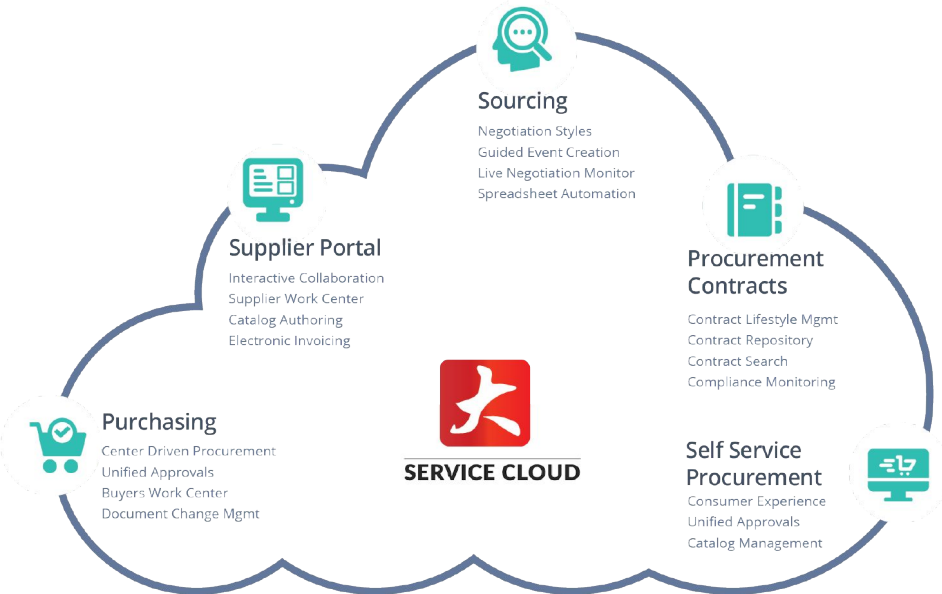 Sourcing
Negotiation Styles
Guided Event Creation
Live Negotiation Monitor
Spreadsheet Automation
Supplier Portal
Interactive Collaboration
Supplier Work Center
Catalog Authoring
Electronic Invoicing
Procurement
Contracts
Contract Lifestyle Mgmt
Contract Repository
Contract Search
Compliance Monitoring
Purchasing
Center Driven Procurement
Unified Approvals
Buyers Work Center
Document Change Mgmt
大
SERVICE CLOUD
Self Service
Procurement
Consumer Experience
Unified Approvals
Catalog Management